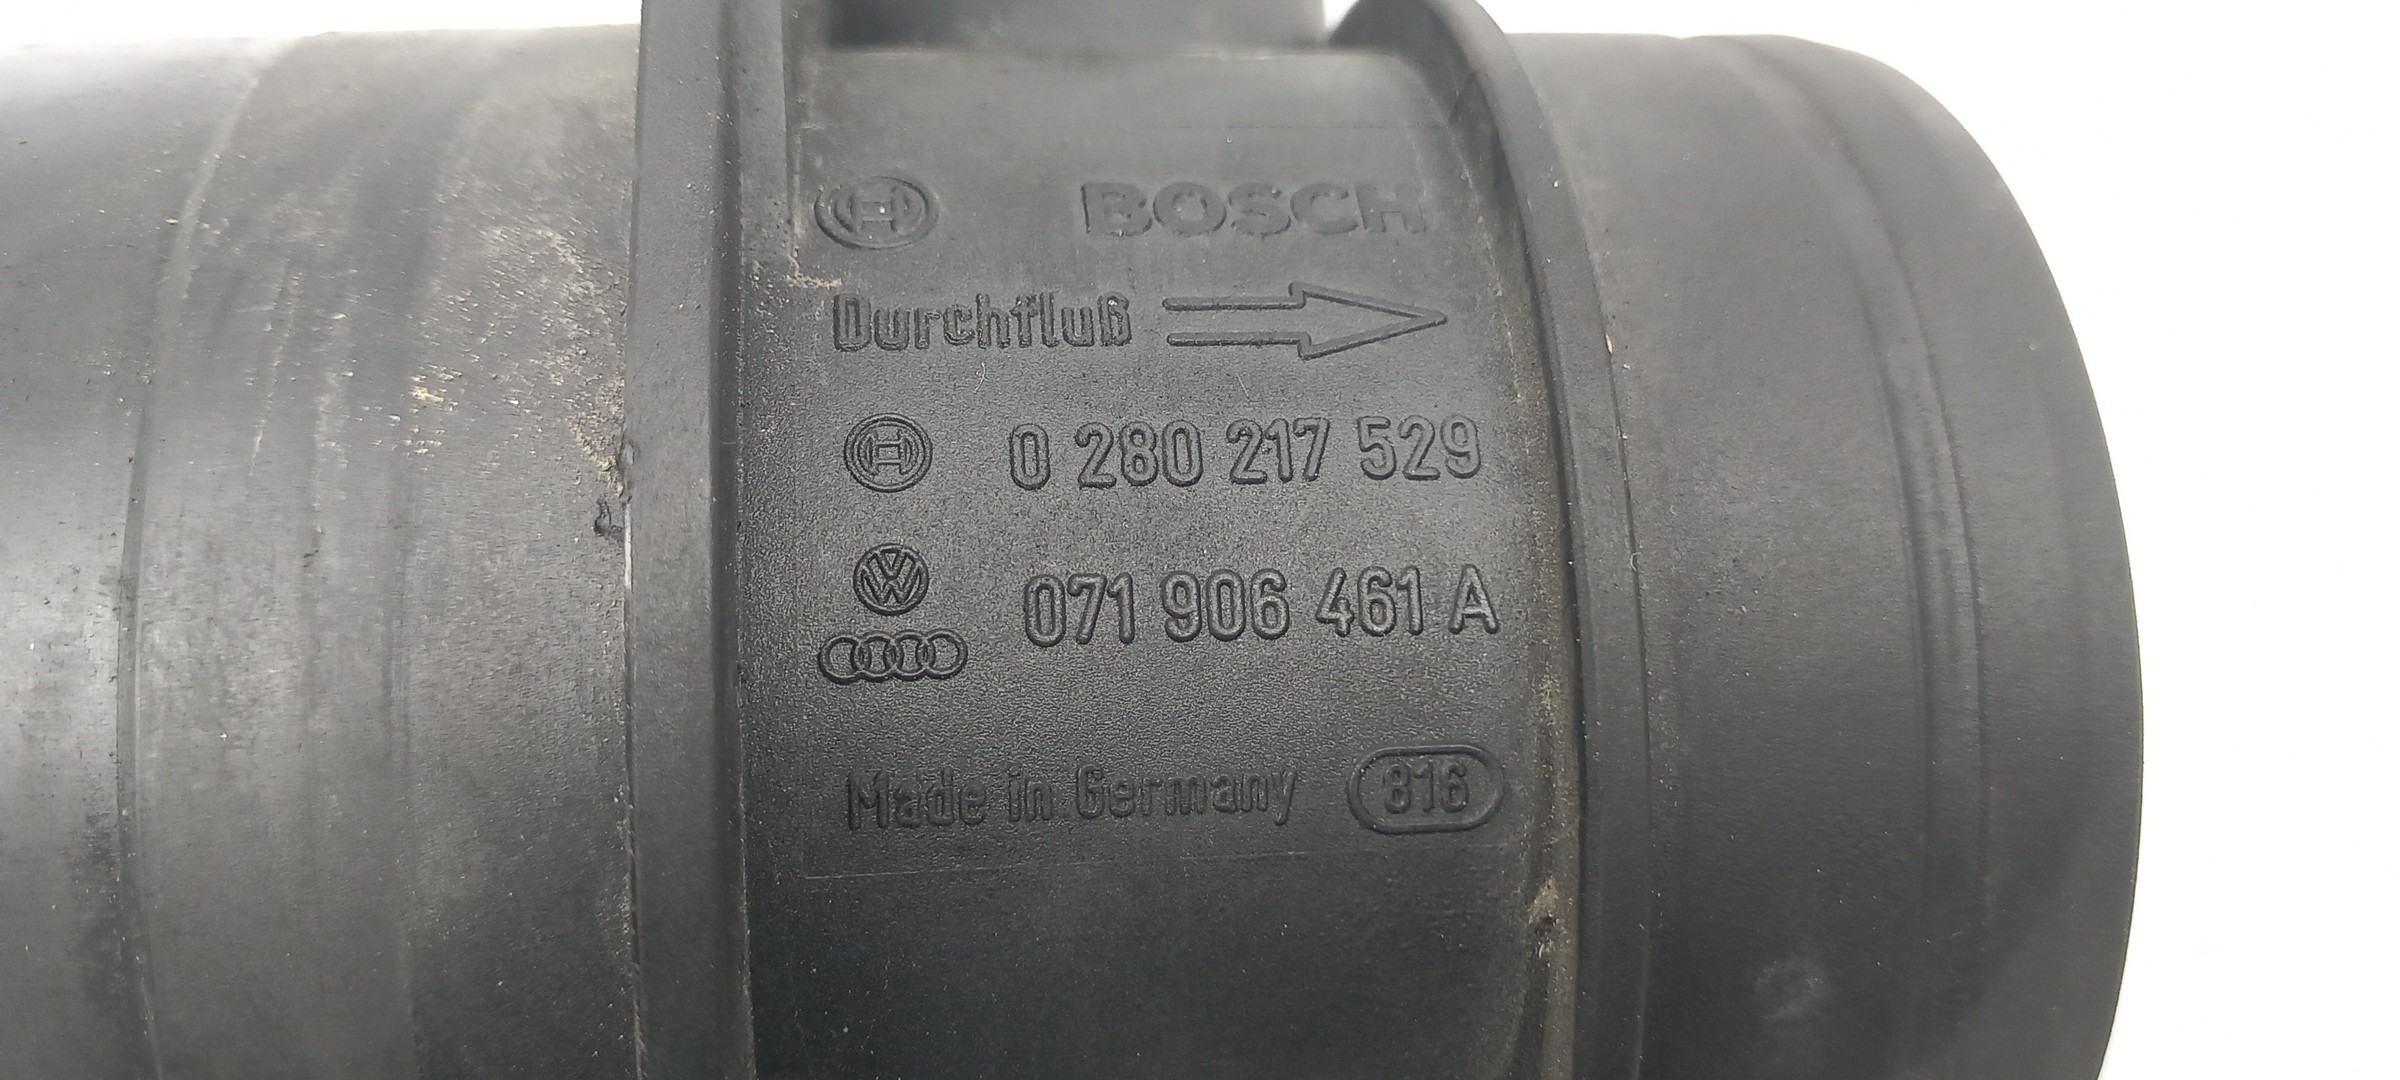 BOSCH
Durchfluß
0 280 217 529
071 906 461 A
Made in Germany 816